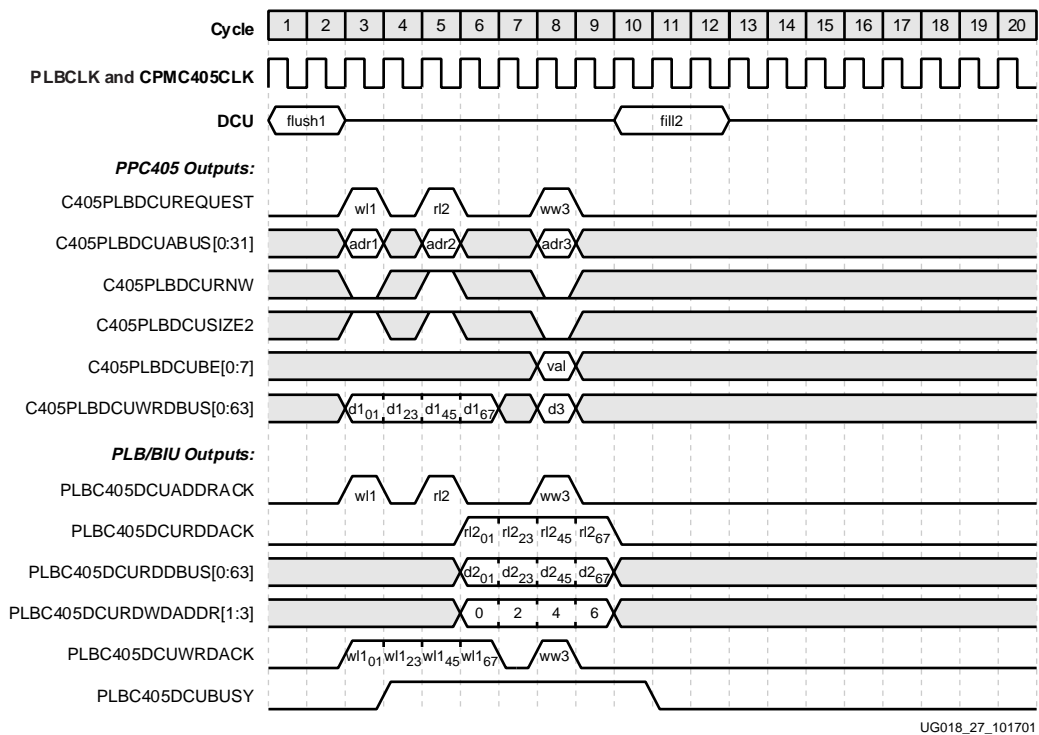 Cycle 1 2 3 4 5 6 7 8 9 10 11 12 13 14 15 16 17 18 19 20
PLBCLK and CPMC405CLK
DCU flush1 fill2
PPC405 Outputs:
C405PLBDCUREQUEST wl1 rl2 ww3
C405PLBDCUABUS[0:31] adr1 adr2 adr3
C405PLBDCURNW
C405PLBDCUSIZE2
C405PLBDCUBE[0:7] val
C405PLBDCUWRDBUS[0:63] d1₀₁ d1₂₃ d1₄₅ d1₆₇ d3
PLB/BIU Outputs:
PLBC405DCUADDRACK wl1 rl2 ww3
PLBC405DCURDDACK rl2₀₁ rl2₂₃ rl2₄₅ rl2₆₇
PLBC405DCURDDBUS[0:63] d2₀₁ d2₂₃ d2₄₅ d2₆₇
PLBC405DCURDWDADDR[1:3] 0 2 4 6
PLBC405DCUWRDACK wl1₀₁ wl1₂₃ wl1₄₅ wl1₆₇ ww3
PLBC405DCUBUSY
UG018_27_101701